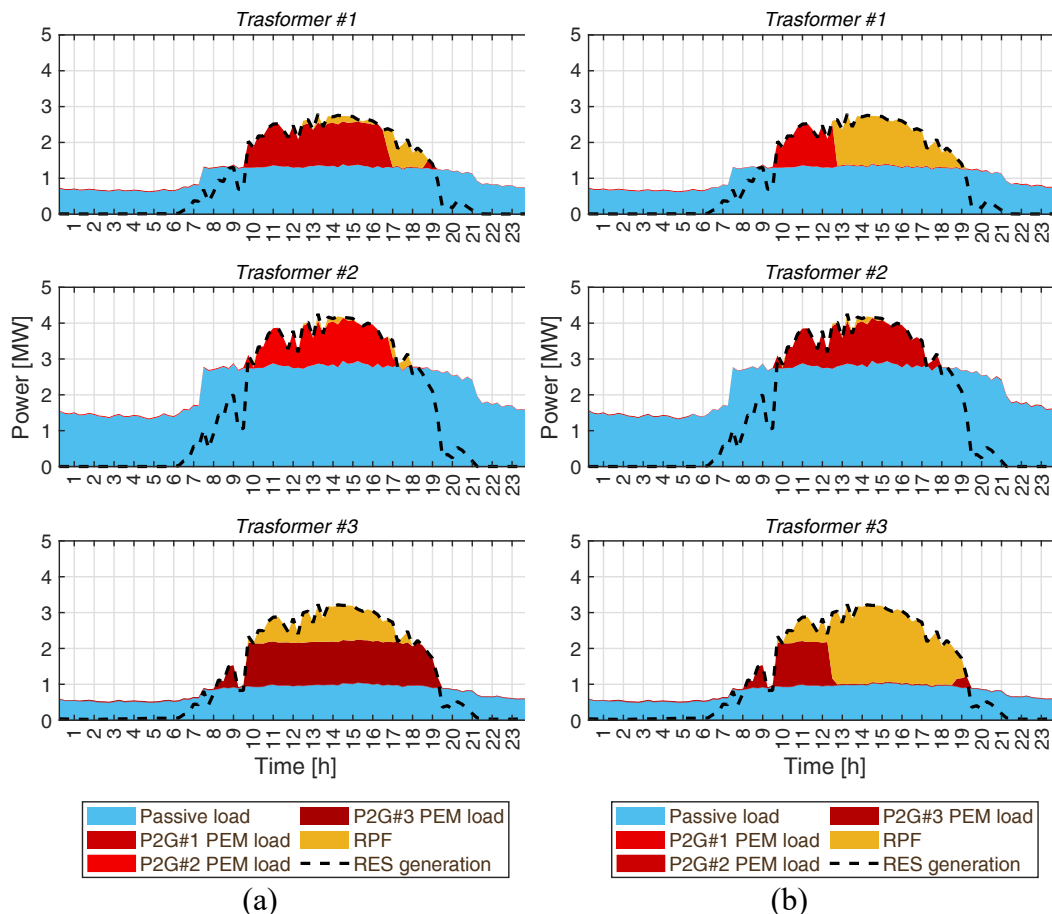 Trasformer #1
5
4
3
2
1
0
1 2 3 4 5 6 7 8 9 10 11 12 13 14 15 16 17 18 19 20 21 22 23
Trasformer #2
5
4
3
2
1
0
Power [MW]
1 2 3 4 5 6 7 8 9 10 11 12 13 14 15 16 17 18 19 20 21 22 23
Trasformer #3
5
4
3
2
1
0
1 2 3 4 5 6 7 8 9 10 11 12 13 14 15 16 17 18 19 20 21 22 23
Time [h]
Passive load
P2G#1 PEM load
P2G#2 PEM load
P2G#3 PEM load
RPF
RES generation
(a)
Trasformer #1
5
4
3
2
1
0
1 2 3 4 5 6 7 8 9 10 11 12 13 14 15 16 17 18 19 20 21 22 23
Trasformer #2
5
4
3
2
1
0
Power [MW]
1 2 3 4 5 6 7 8 9 10 11 12 13 14 15 16 17 18 19 20 21 22 23
Trasformer #3
5
4
3
2
1
0
1 2 3 4 5 6 7 8 9 10 11 12 13 14 15 16 17 18 19 20 21 22 23
Time [h]
Passive load
P2G#1 PEM load
P2G#2 PEM load
P2G#3 PEM load
RPF
RES generation
(b)